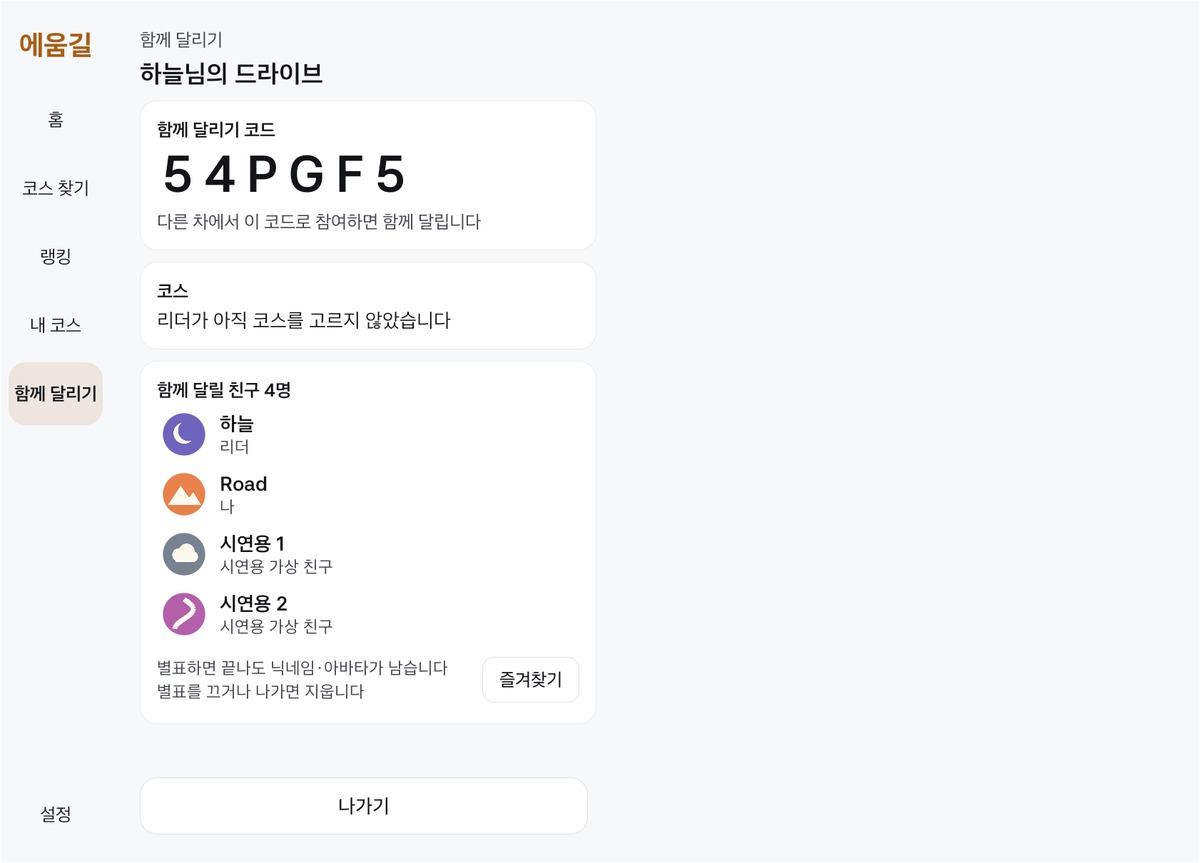 에움길
홈
코스 찾기
랭킹
내 코스
함께 달리기
설정
함께 달리기
하늘님의 드라이브
함께 달리기 코드
54PGF5
다른 차에서 이 코드로 참여하면 함께 달립니다
코스
리더가 아직 코스를 고르지 않았습니다
함께 달릴 친구 4명
하늘
리더
Road
나
시연용 1
시연용 가상 친구
시연용 2
시연용 가상 친구
별표하면 끝나도 닉네임·아바타가 남습니다
별표를 끄거나 나가면 지웁니다
즐겨찾기
나가기